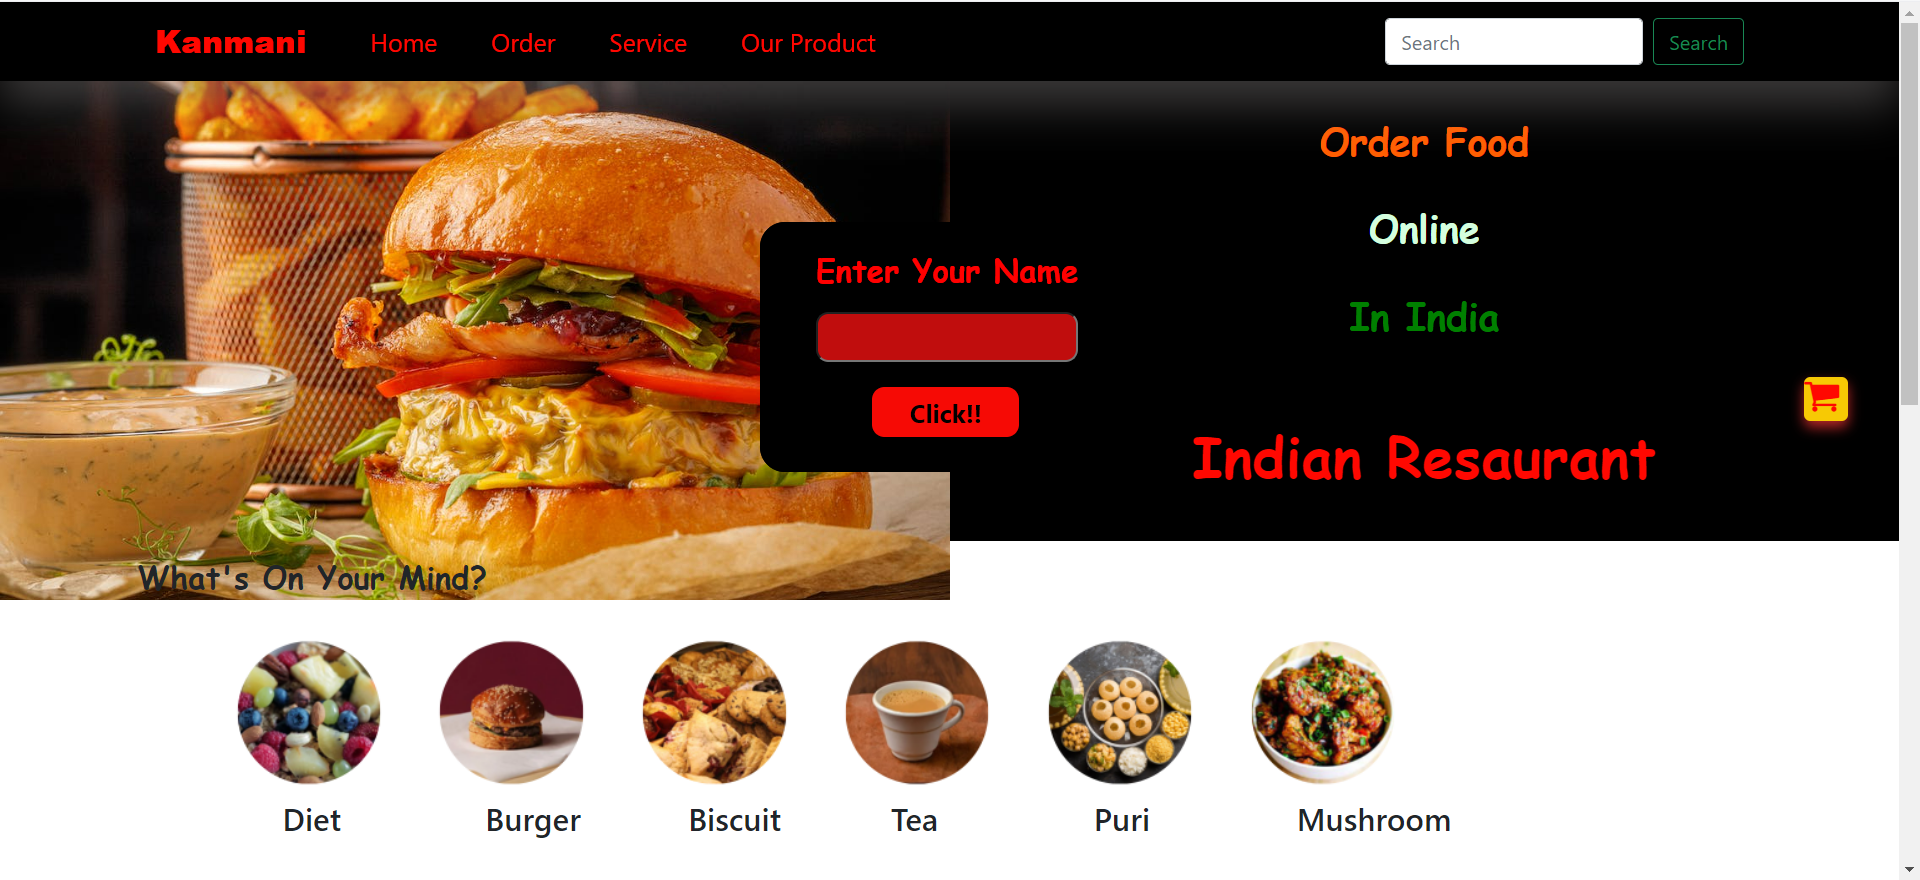 Kanmani Home Order Service Our Product Search Search
Order Food
Online
In India
Enter Your Name
Click!!
Indian Resaurant
What's On Your Mind?
Diet Burger Biscuit Tea Puri Mushroom